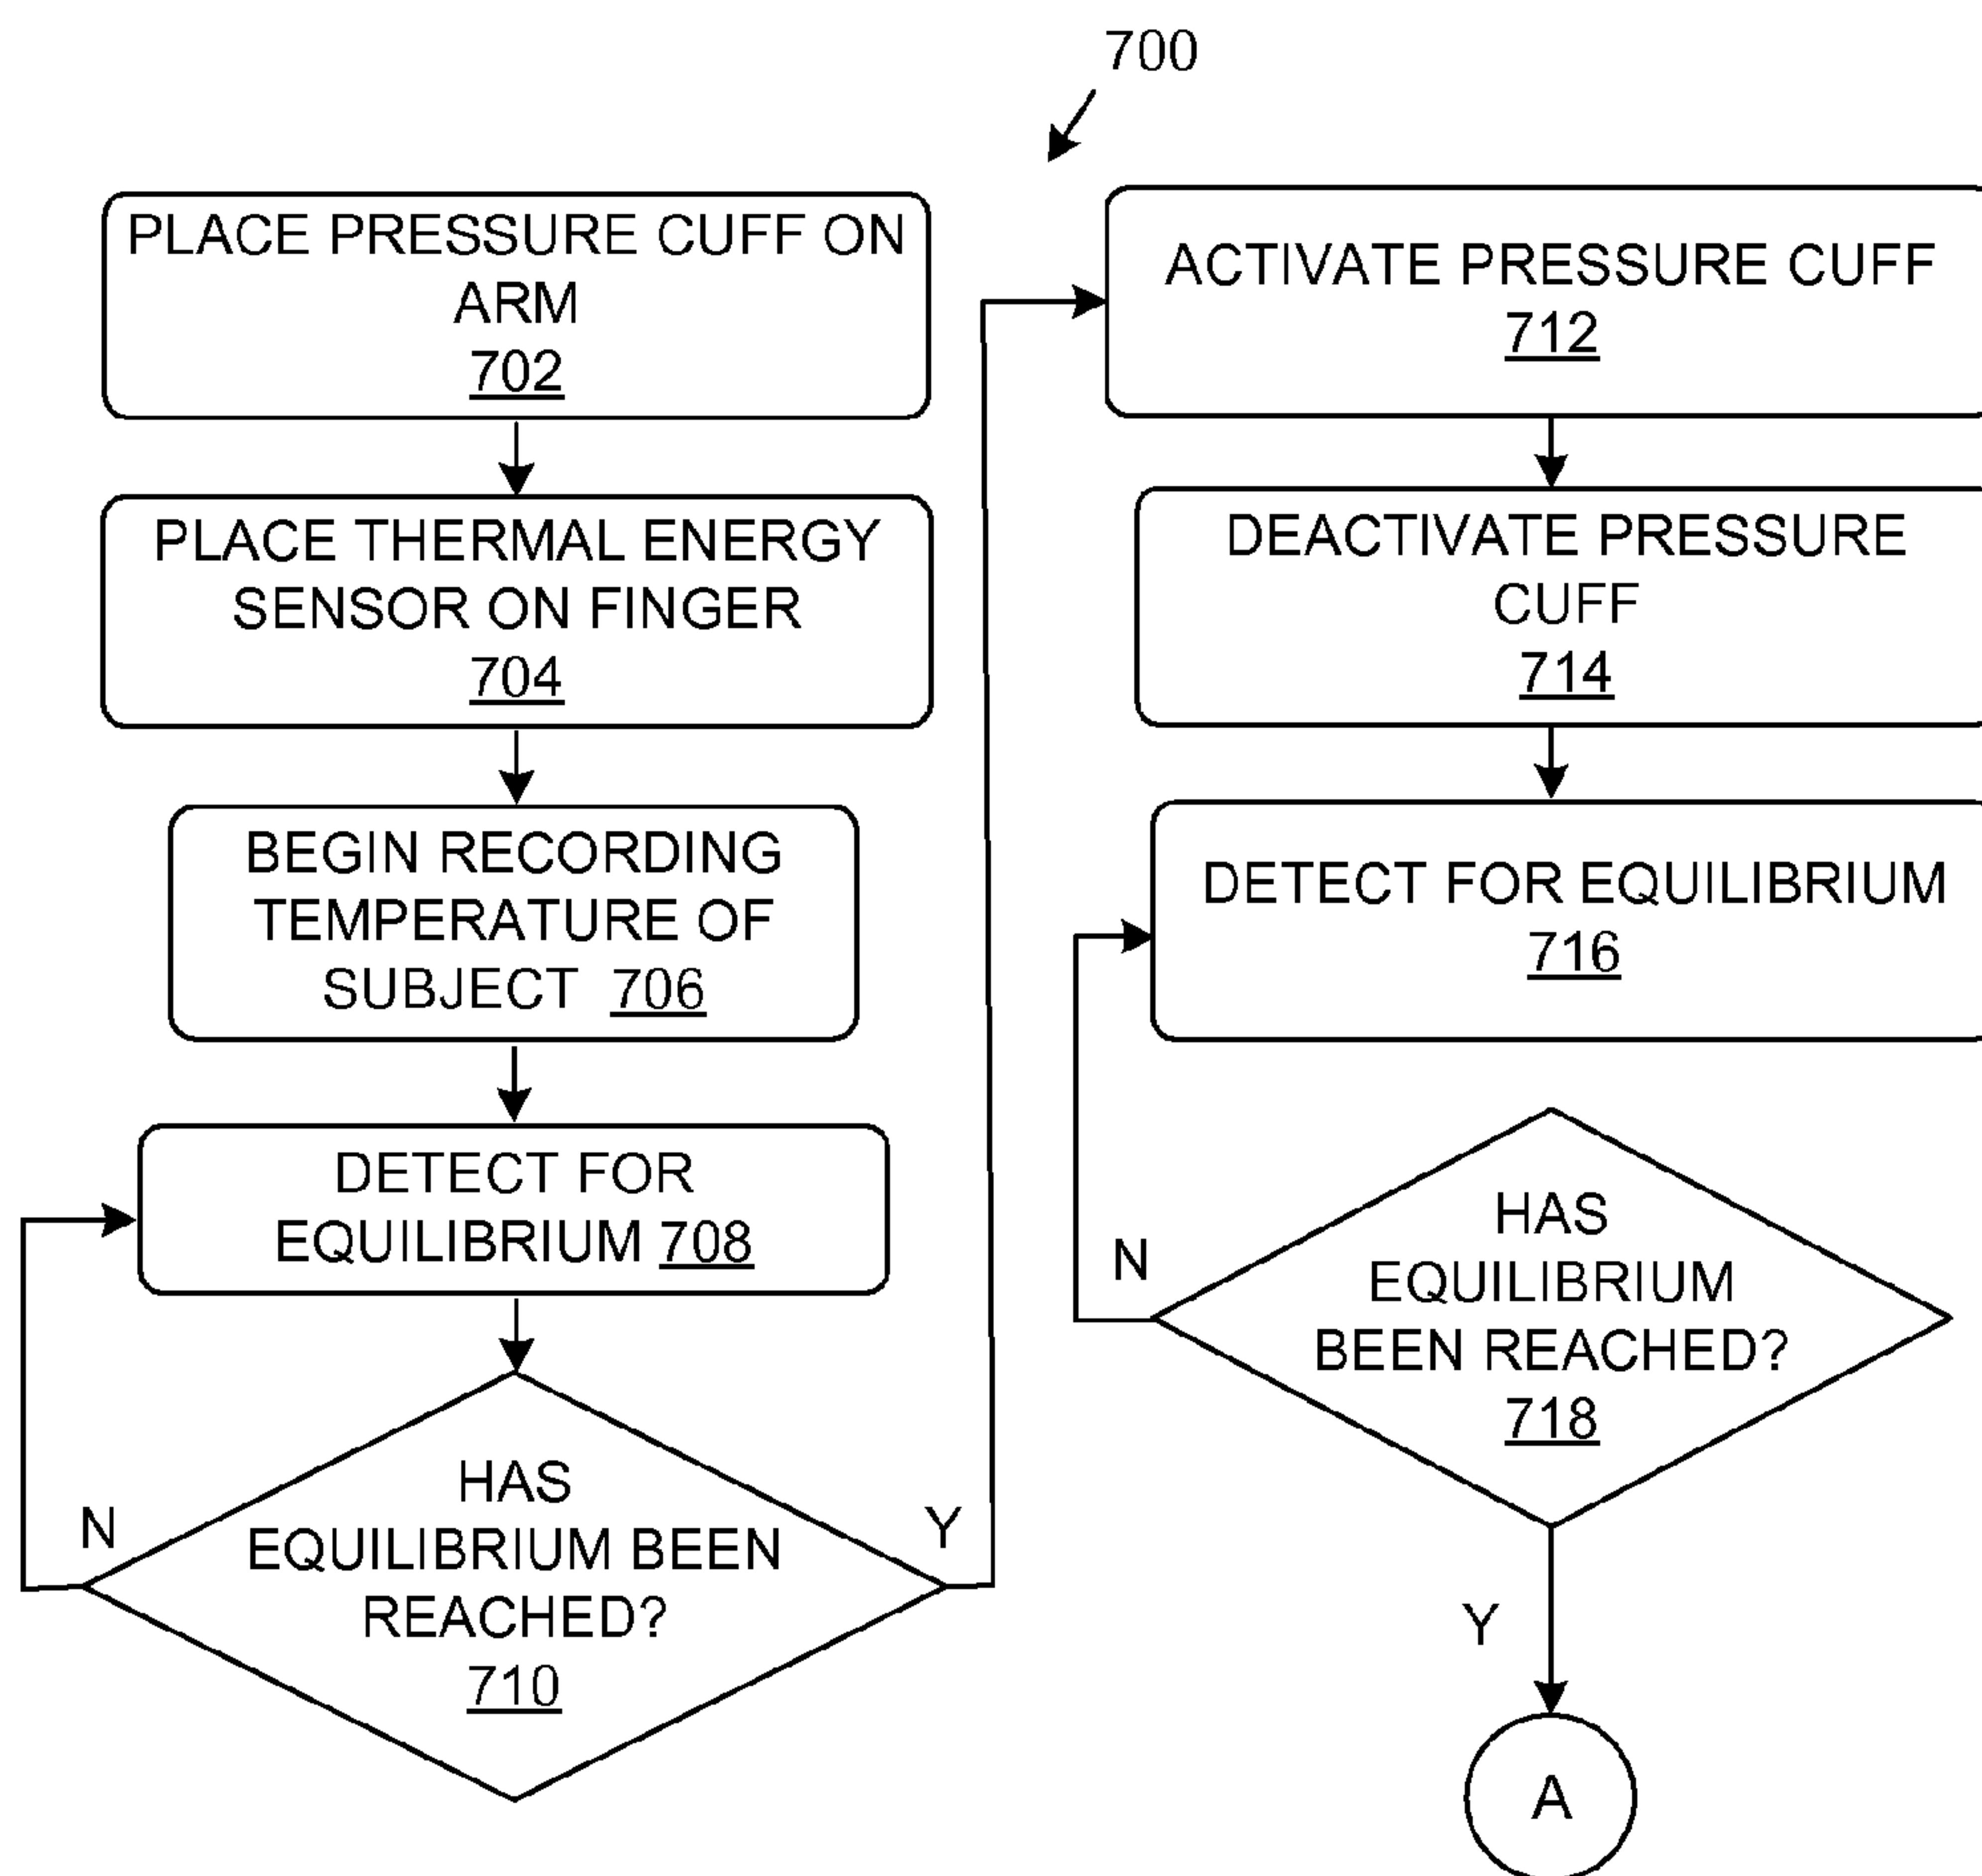 700
PLACE PRESSURE CUFF ON
ARM
702
PLACE THERMAL ENERGY
SENSOR ON FINGER
704
BEGIN RECORDING
TEMPERATURE OF
SUBJECT 706
DETECT FOR
EQUILIBRIUM 708
HAS
EQUILIBRIUM BEEN
REACHED?
710
N
Y
ACTIVATE PRESSURE CUFF
712
DEACTIVATE PRESSURE
CUFF
714
DETECT FOR EQUILIBRIUM
716
HAS
EQUILIBRIUM
BEEN REACHED?
718
N
Y
A